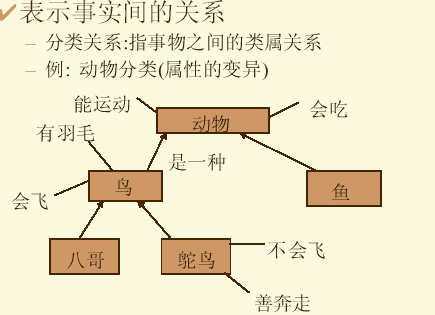 表示事实间的关系
– 分类关系:指事物之间的类属关系
– 例: 动物分类(属性的变异)
能运动
动物
会吃
有羽毛
是一种
鸟
鱼
会飞
八哥
鸵鸟
不会飞
善奔走